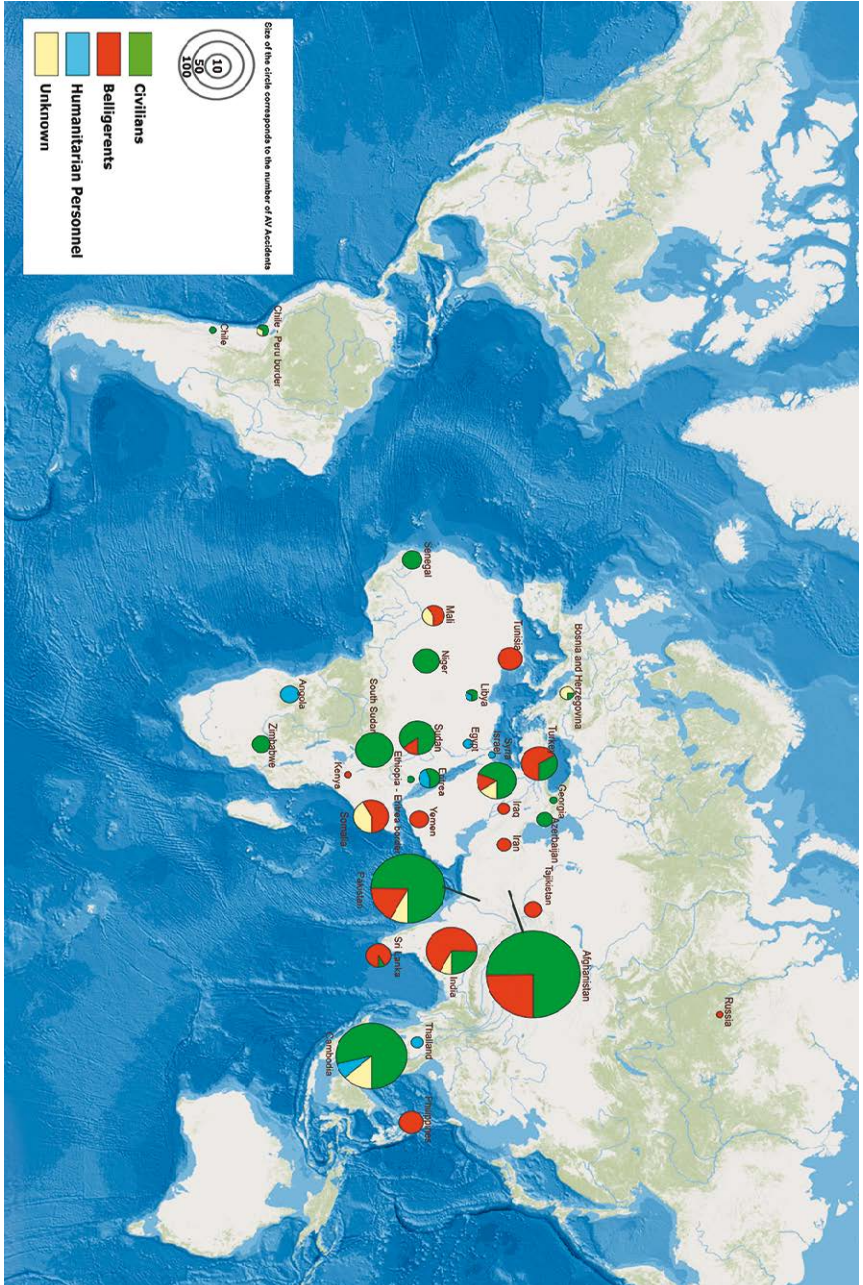 Size of the circle corresponds to the number of AV Accidents
10
50
100
Civilians
Belligerents
Humanitarian Personnel
Unknown
Russia
Bosnia and Herzegovina
Georgia
Azerbaijan
Turkey
Tajikistan
Afghanistan
Tunisia
Syria
Israel
Iraq
Iran
Libya
Egypt
Mali
Niger
Sudan
Eritrea
Yemen
India
Senegal
Thailand
Philippines
Ethiopia - Eritrea border
South Sudan
Pakistan
Sri Lanka
Somalia
Kenya
Cambodia
Angola
Zimbabwe
Chile - Peru border
Chile